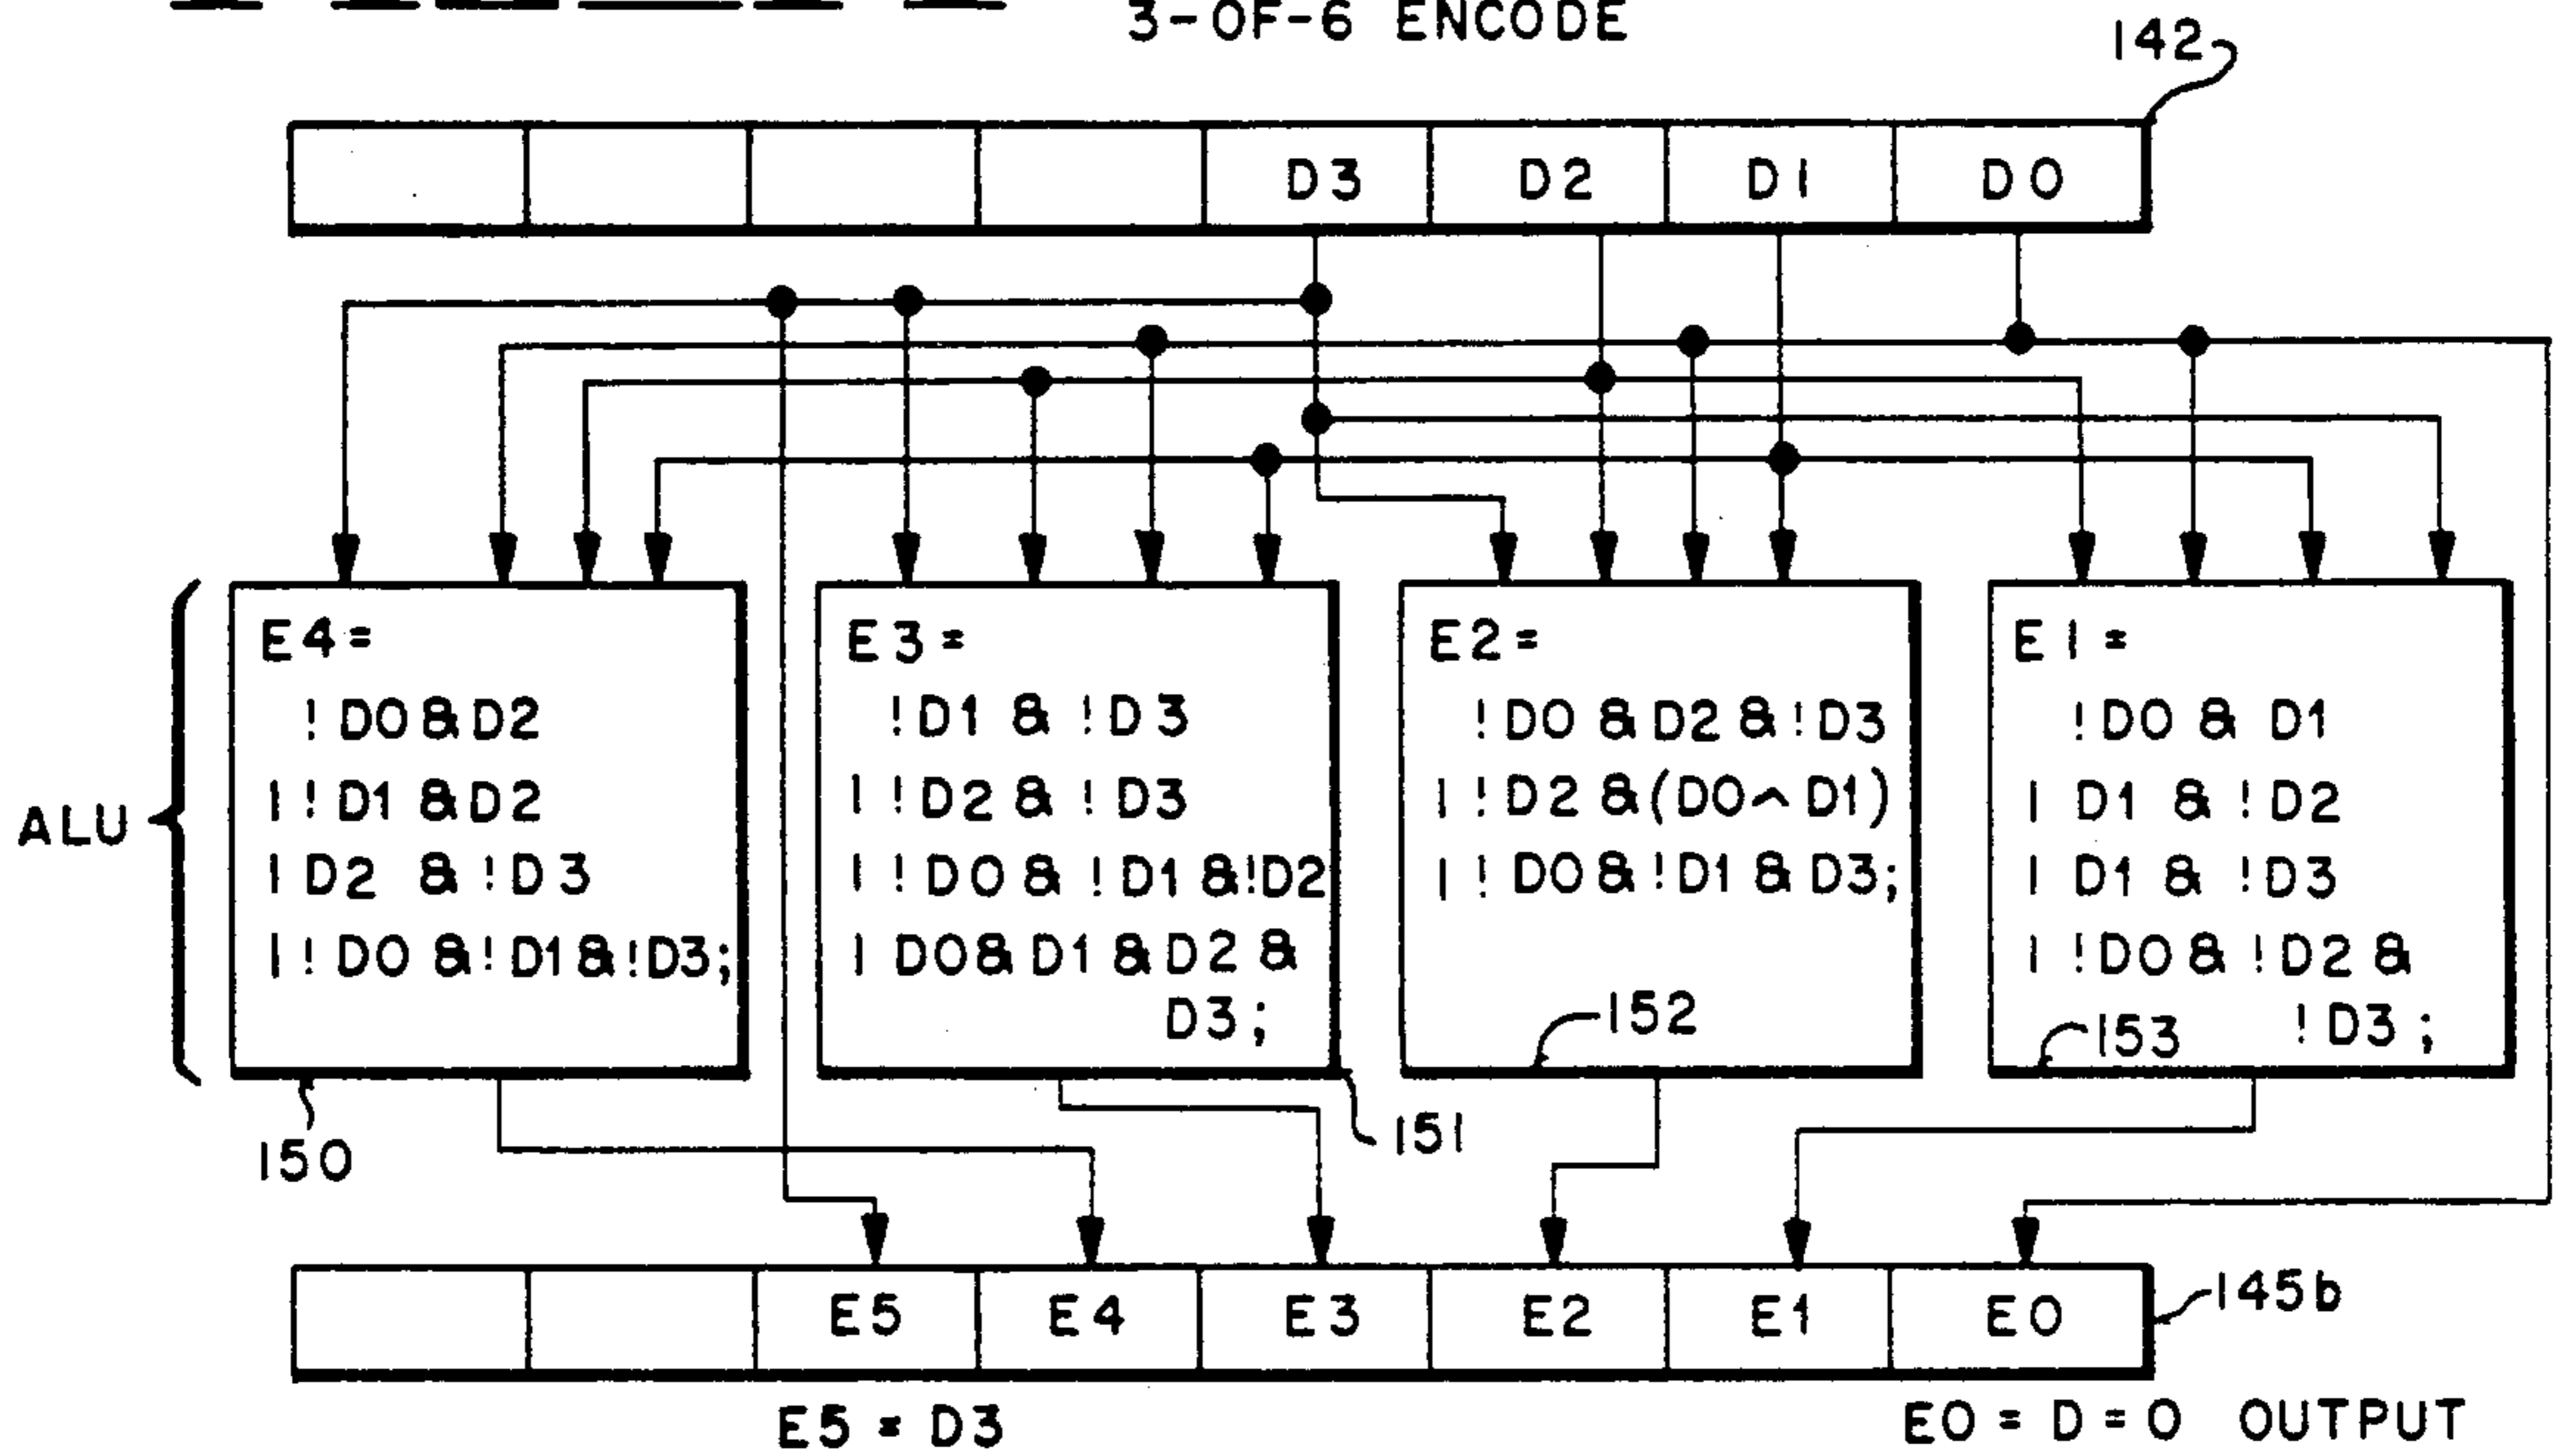 3-OF-6 ENCODE
142
D3 D2 D1 D0
ALU
E4=
!D0&D2
|!D1&D2
|D2 &!D3
|!D0 &!D1&!D3;
150
E3=
!D1 & !D3
|!D2 & !D3
|!D0 & !D1 &!D2
|D0& D1 & D2 &
D3;
151
E2=
!D0 & D2 & !D3
|!D2 &(D0^D1)
|!D0 & !D1 & D3;
152
E1=
!D0 & D1
|D1 & !D2
|D1 & !D3
|!D0 & !D2 &
!D3;
153
E5 E4 E3 E2 E1 E0
145b
E5 = D3
E0 = D = 0 OUTPUT